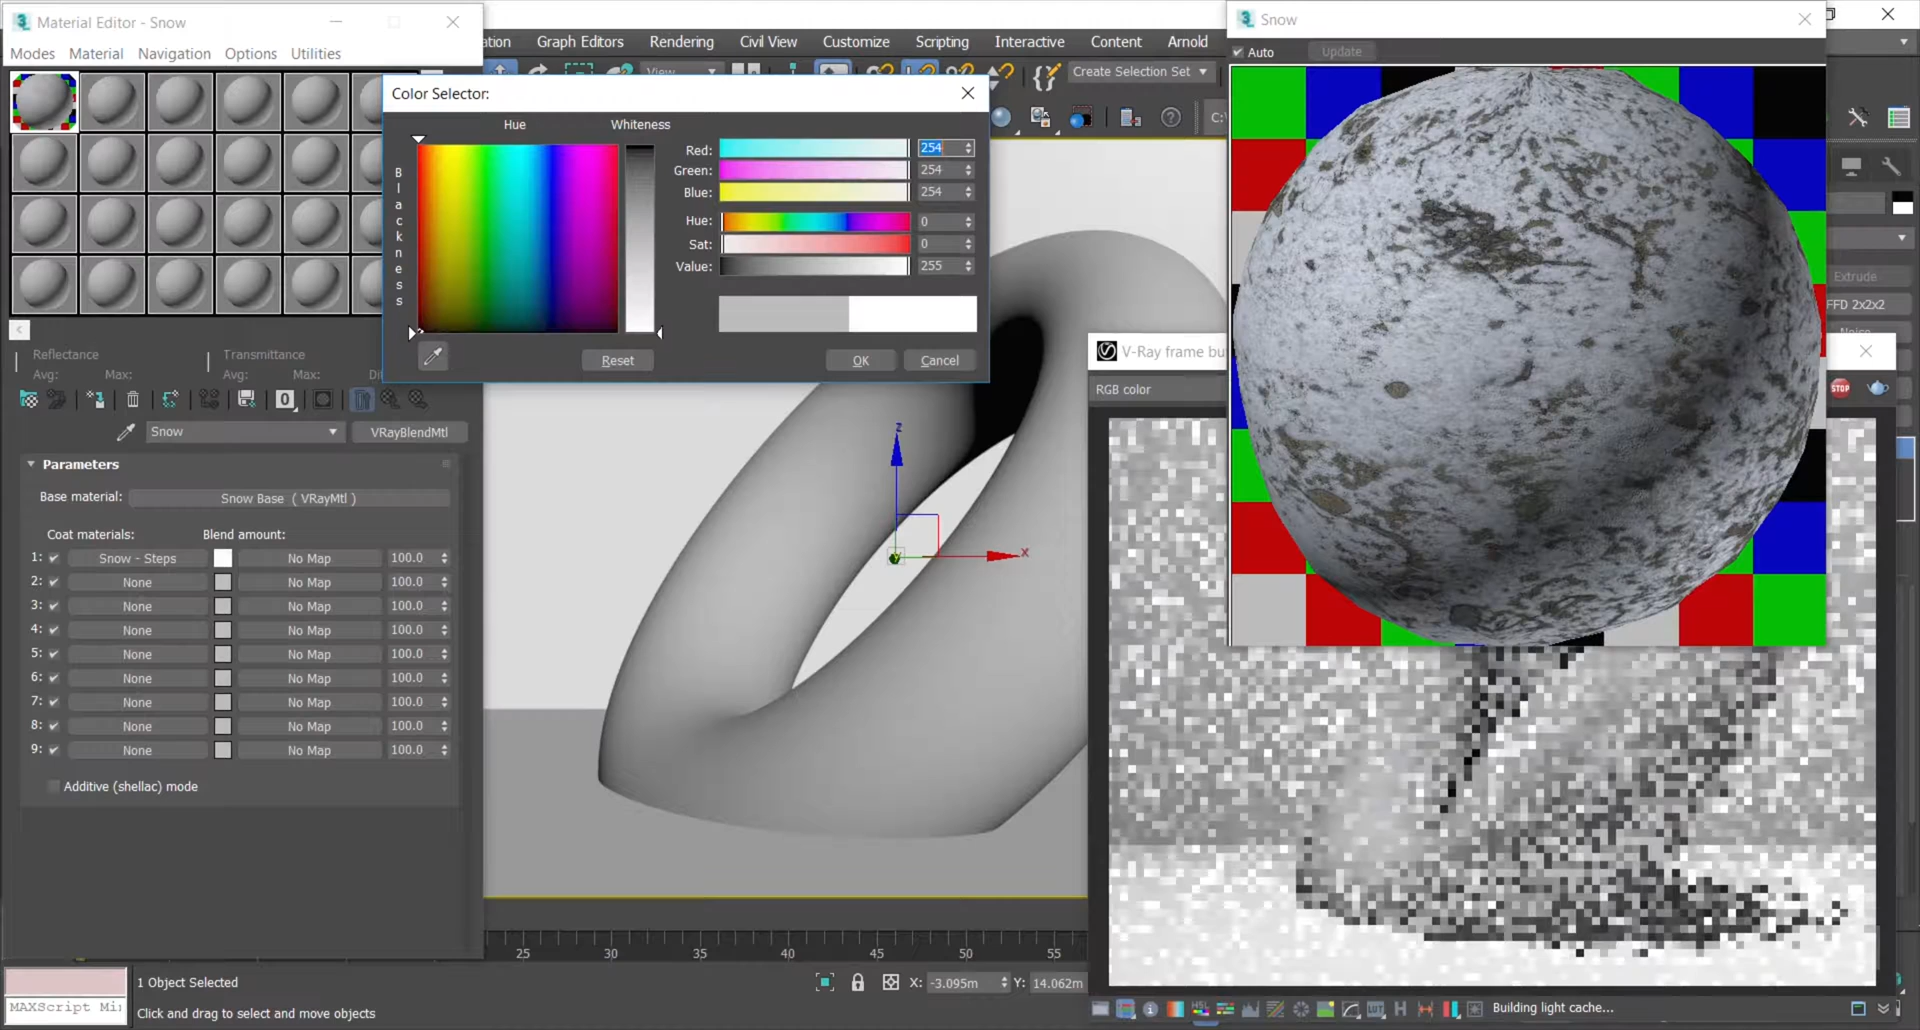 Material Editor - Snow
Modes Material Navigation Options Utilities
Graph Editors Rendering Civil View Customize Scripting Interactive Content Arnold
View
Create Selection Set
Color Selector:
Hue
Whiteness
Blackness
Red: 254
Green: 254
Blue: 254
Hue: 0
Sat: 0
Value: 255
Reset
OK
Cancel
Snow
Auto
Update
Extrude
FFD 2x2x2
Reflectance
Transmittance
Avg: Max: Avg: Max:
0
Snow
VRayBlendMtl
Parameters
Base material: Snow Base ( VRayMtl )
Coat materials: Blend amount:
1: Snow - Steps No Map 100.0
2: None No Map 100.0
3: None No Map 100.0
4: None No Map 100.0
5: None No Map 100.0
6: None No Map 100.0
7: None No Map 100.0
8: None No Map 100.0
9: None No Map 100.0
Additive (shellac) mode
z
x
V-Ray frame bu
RGB color
STOP
25 30 35 40 45 50 55
1 Object Selected
X: -3.095m Y: 14.062m
MAXScript Mi
Click and drag to select and move objects
HSL
LUT
H
Building light cache...